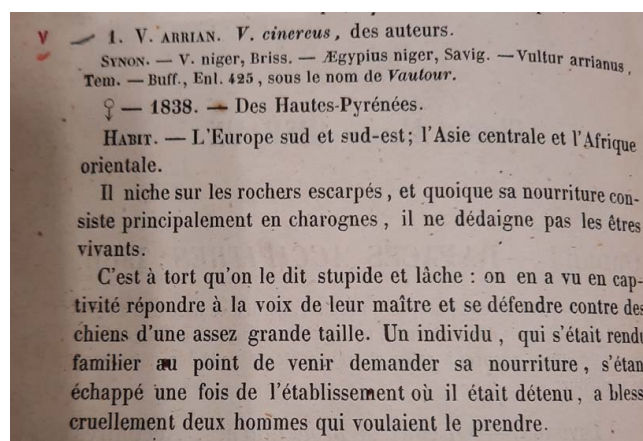 V — 1. V. ARRIAN. V. cinereus, des auteurs.
SYNON. — V. niger, Briss. — Ægypius niger, Savig. — Vultur arrianus,
Tem. — Buff., Enl. 425, sous le nom de Vautour.
♀ — 1838. — Des Hautes-Pyrénées.
HABIT. — L'Europe sud et sud-est; l'Asie centrale et l'Afrique
orientale.
Il niche sur les rochers escarpés, et quoique sa nourriture con-
siste principalement en charognes, il ne dédaigne pas les êtres
vivants.
C'est à tort qu'on le dit stupide et lâche : on en a vu en cap-
tivité répondre à la voix de leur maître et se défendre contre des
chiens d'une assez grande taille. Un individu, qui s'était rendu
familier au point de venir demander sa nourriture, s'étan
échappé une fois de l'établissement où il était détenu, a bless
cruellement deux hommes qui voulaient le prendre.